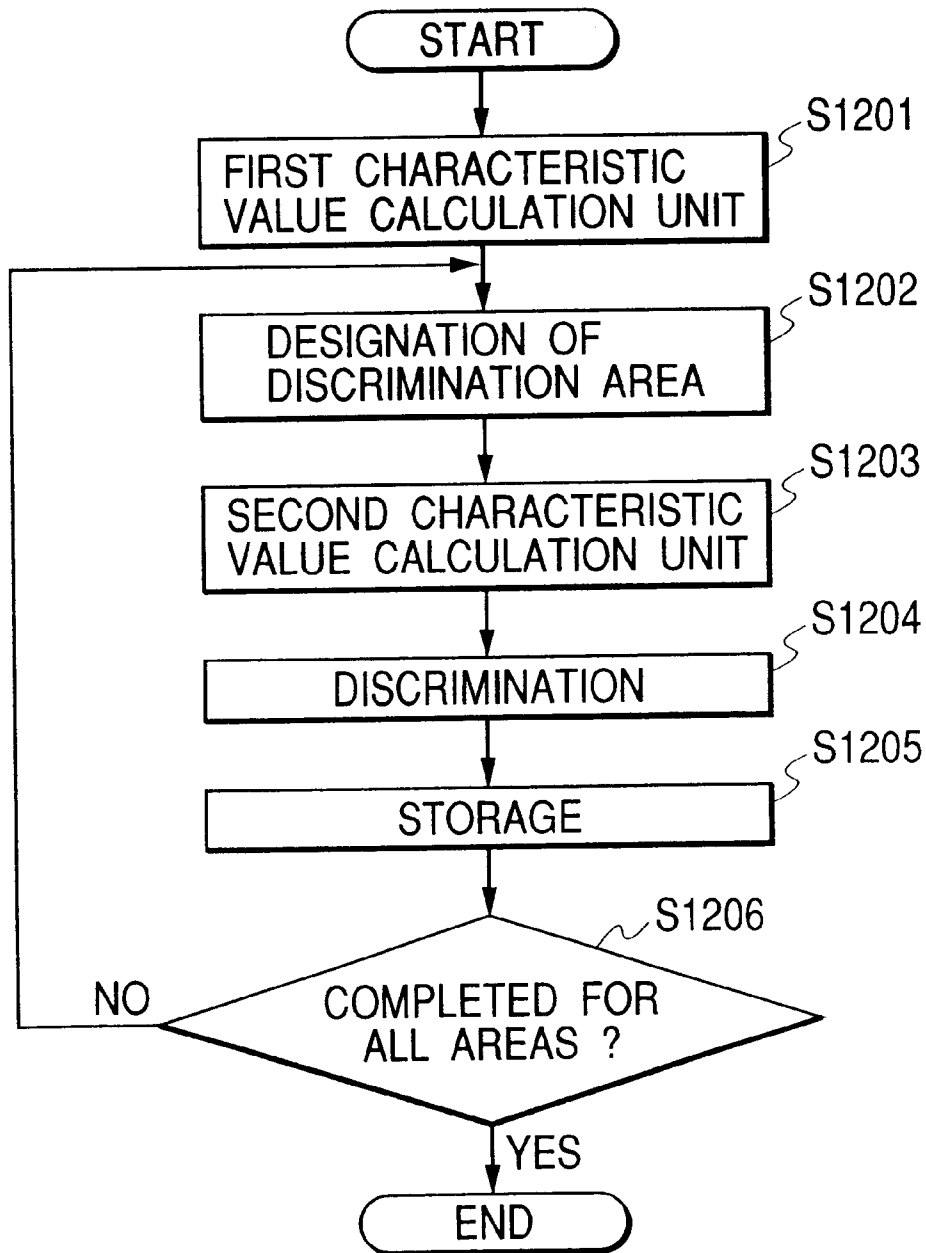 START
S1201
FIRST CHARACTERISTIC
VALUE CALCULATION UNIT
S1202
DESIGNATION OF
DISCRIMINATION AREA
S1203
SECOND CHARACTERISTIC
VALUE CALCULATION UNIT
S1204
DISCRIMINATION
S1205
STORAGE
S1206
NO
COMPLETED FOR
ALL AREAS ?
YES
END